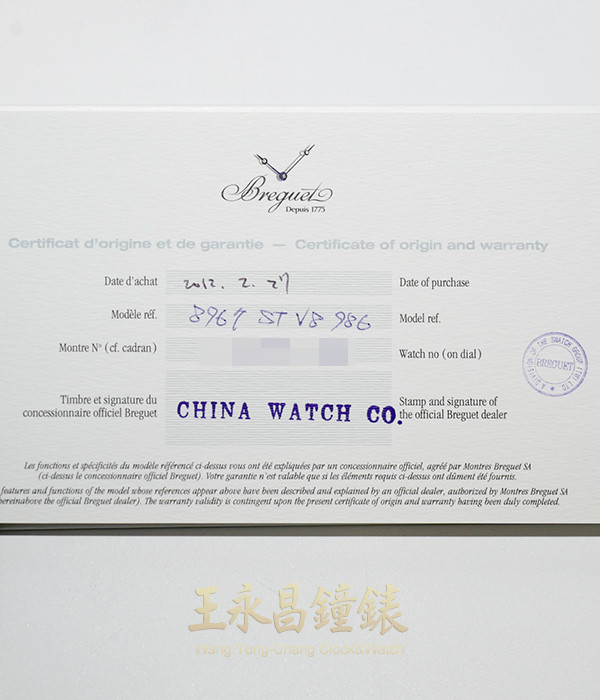 Breguet
Depuis 1775
Certificat d'origine et de garantie — Certificate of origin and warranty
Date d'achat 2012. 2. 27 Date of purchase
Modèle réf. 8967 ST V8 986 Model ref.
Montre N° (cf. cadran) Watch no (on dial)
A DIVISION OF THE SWATCH GROUP (TW) LTD
BREGUET
Timbre et signature du
concessionnaire officiel Breguet
CHINA WATCH CO.
Stamp and signature of
the official Breguet dealer
Les fonctions et spécificités du modèle référencé ci-dessus vous ont été expliquées par un concessionnaire officiel, agréé par Montres Breguet SA
(ci-dessus le concessionnaire officiel Breguet). Votre garantie n'est valable que si les éléments requis ci-dessus ont dûment été fournis.
features and functions of the model whose references appear above have been described and explained by an official dealer, authorized by Montres Breguet SA
hereinabove the official Breguet dealer). The warranty validity is contingent upon the present certificate of origin and warranty having been duly completed.
王永昌鐘錶
Wang Yung-chang Clock&Watch